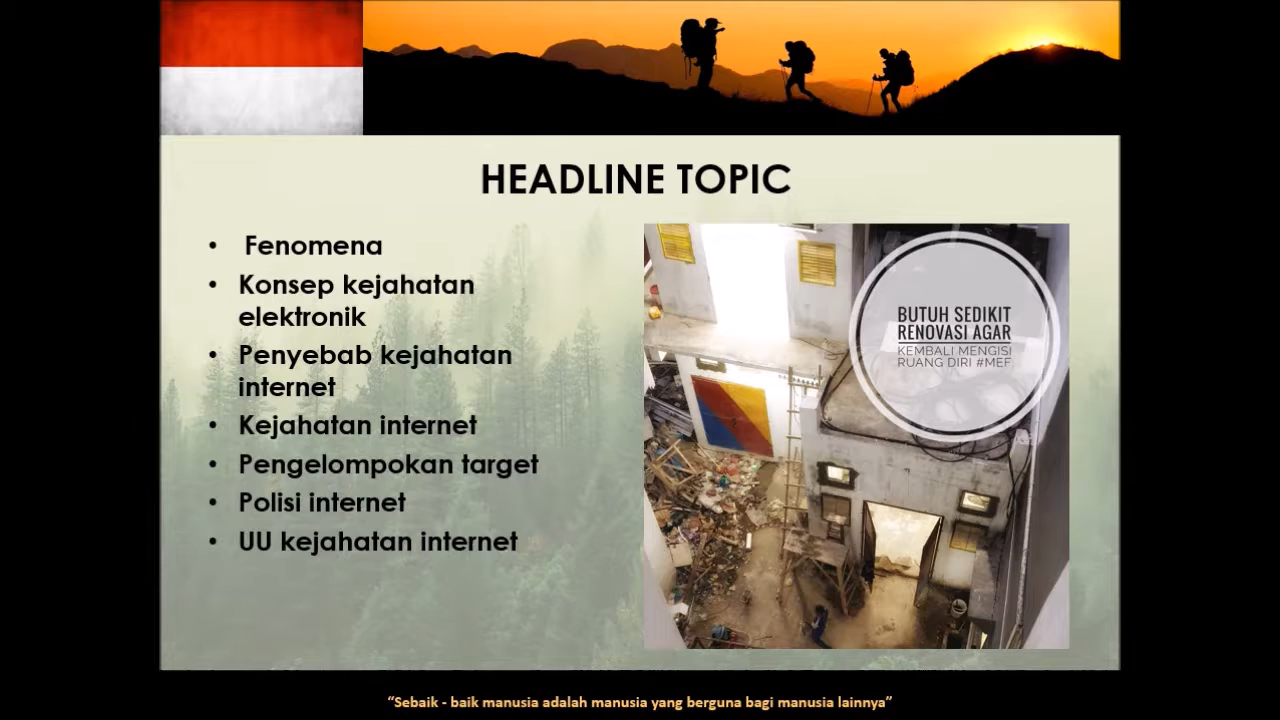 HEADLINE TOPIC
• Fenomena
• Konsep kejahatan
elektronik
• Penyebab kejahatan
internet
• Kejahatan internet
• Pengelompokan target
• Polisi internet
• UU kejahatan internet
BUTUH SEDIKIT
RENOVASI AGAR
KEMBALI MENGISI
RUANG DIRI #MEF
“Sebaik - baik manusia adalah manusia yang berguna bagi manusia lainnya”